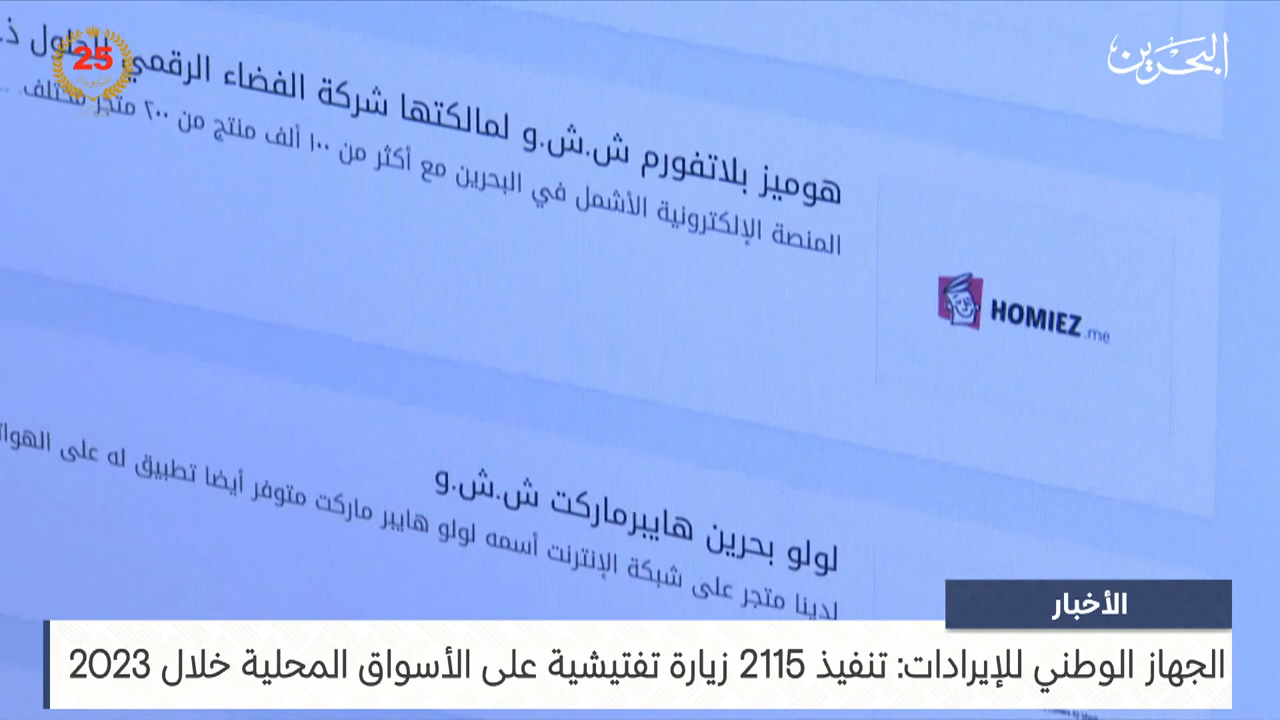 البحرين
25
هوميز بلاتفورم ش.ش.و لمالكتها شركة الفضاء الرقمي للحلول
المنصة الإلكترونية الأشمل في البحرين مع أكثر من ١٠٠ ألف منتج من ٢٠٠ متجر مختلف ...
HOMIEZ.me
لولو بحرين هايبرماركت ش.ش.و
لدينا متجر على شبكة الإنترنت أسمه لولو هايبر ماركت متوفر أيضا تطبيق له على
الأخبار
الجهاز الوطني للإيرادات: تنفيذ 2115 زيارة تفتيشية على الأسواق المحلية خلال 2023